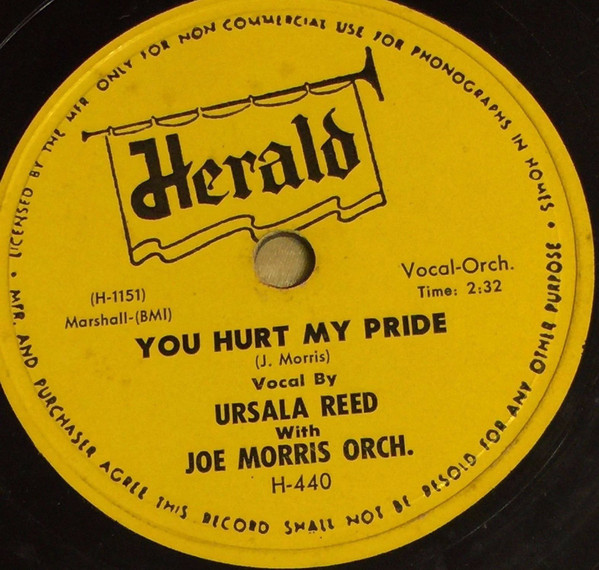 • LICENSED BY THE MFR. ONLY FOR NON COMMERCIAL USE FOR PHONOGRAPHS IN HOMES •
MFR. AND PURCHASER AGREE THIS RECORD SHALL NOT BE RESOLD FOR ANY OTHER PURPOSE
Herald
(H-1151)
Marshall-(BMI)
Vocal-Orch.
Time: 2:32
YOU HURT MY PRIDE
(J. Morris)
Vocal By
URSALA REED
With
JOE MORRIS ORCH.
H-440